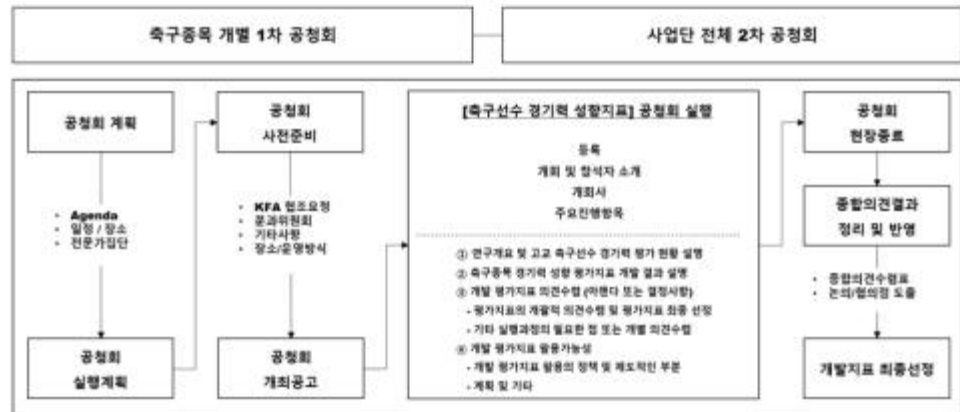 축구종목 개별 1차 공청회
사업단 전체 2차 공청회
공청회 계획
• Agenda
• 일정 / 장소
• 전문가집단
공청회
실행계획
공청회
사전준비
• KFA 협조요청
• 분과위원회
• 기타사항
• 장소/운영방식
공청회
개최공고
[축구선수 경기력 성향지표] 공청회 실행
등록
개회 및 참석자 소개
개회사
주요진행항목
① 연구개요 및 고교 축구선수 경기력 평가 현황 설명
② 축구종목 경기력 성향 평가지표 개발 결과 설명
③ 개발 평가지표 의견수렴 (아젠다 또는 결정사항)
- 평가지표의 개괄적 의견수렴 및 평가지표 최종 선정
- 기타 실행과정의 필요한 점 또는 개별 의견수렴
④ 개발 평가지표 활용가능성
- 개발 평가지표 활용의 정책 및 제도적인 부분
- 계획 및 기타
공청회
현장종료
종합의견결과
정리 및 반영
• 종합의견수렴표
• 논의/협의점 도출
개발지표 최종선정